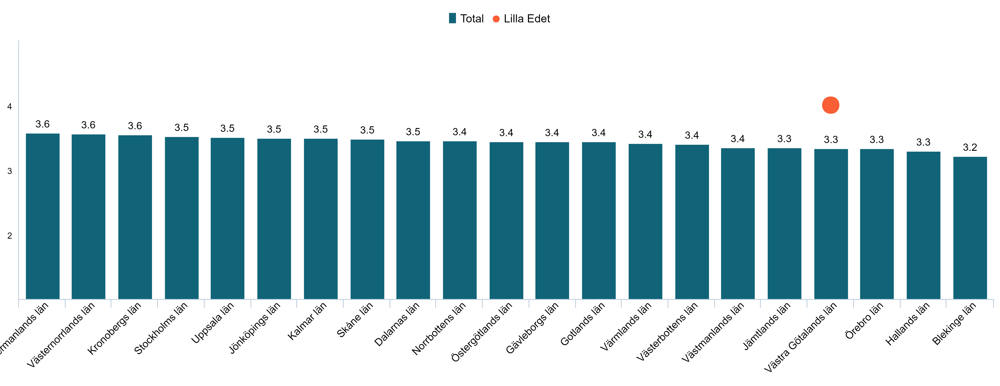 Total Lilla Edet
4
3
2
3.6 3.6 3.6 3.5 3.5 3.5 3.5 3.5 3.5 3.4 3.4 3.4 3.4 3.4 3.4 3.4 3.3 3.3 3.3 3.3 3.2
ermanlands län
Västernorrlands län
Kronobergs län
Stockholms län
Uppsala län
Jönköpings län
Kalmar län
Skåne län
Dalarnas län
Norrbottens län
Östergötlands län
Gävleborgs län
Gotlands län
Värmlands län
Västerbottens län
Västmanlands län
Jämtlands län
Västra Götalands län
Örebro län
Hallands län
Blekinge län